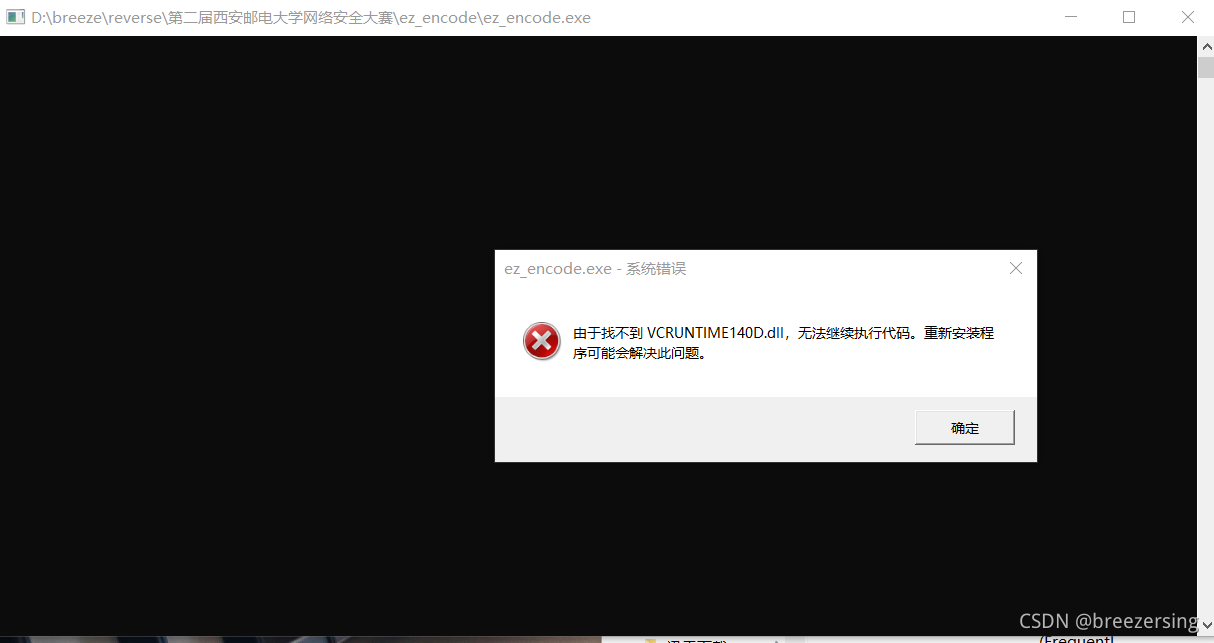 D:\breeze\reverse\第二届西安邮电大学网络安全大赛\ez_encode\ez_encode.exe
ez_encode.exe - 系统错误
由于找不到 VCRUNTIME140D.dll，无法继续执行代码。重新安装程
序可能会解决此问题。
确定
CSDN @breezersing